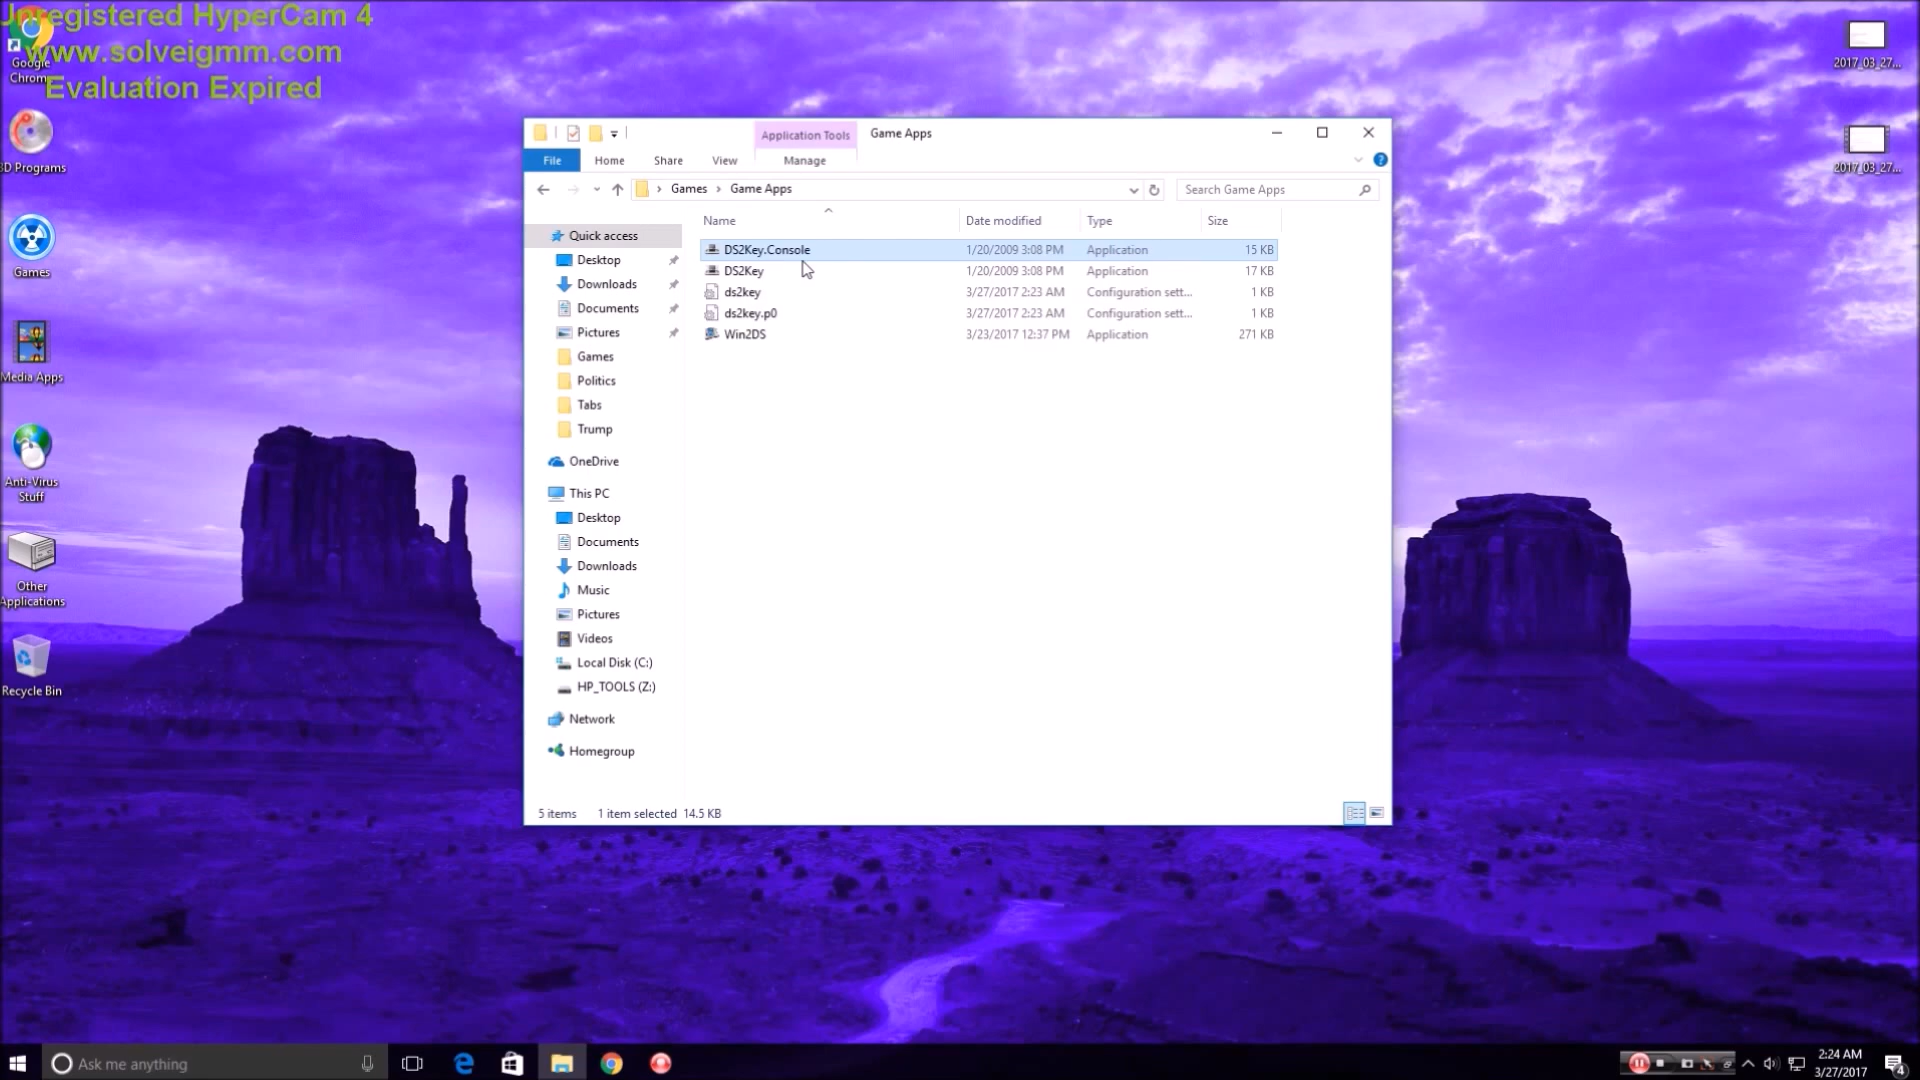 Unregistered HyperCam 4
www.solveigmm.com
Evaluation Expired
Google
Chrome
3D Programs
Games
Media Apps
Anti-Virus
Stuff
Other
Applications
Recycle Bin
2017_03_27...
2017_03_27...
Application Tools
Game Apps
File
Home
Share
View
Manage
Games
Game Apps
Search Game Apps
Name
Date modified
Type
Size
DS2Key.Console 1/20/2009 3:08 PM Application 15 KB
DS2Key 1/20/2009 3:08 PM Application 17 KB
ds2key 3/27/2017 2:23 AM Configuration sett... 1 KB
ds2key.p0 3/27/2017 2:23 AM Configuration sett... 1 KB
Win2DS 3/23/2017 12:37 PM Application 271 KB
Quick access
Desktop
Downloads
Documents
Pictures
Games
Politics
Tabs
Trump
OneDrive
This PC
Desktop
Documents
Downloads
Music
Pictures
Videos
Local Disk (C:)
HP_TOOLS (Z:)
Network
Homegroup
5 items 1 item selected 14.5 KB
Ask me anything
2:24 AM
3/27/2017
4